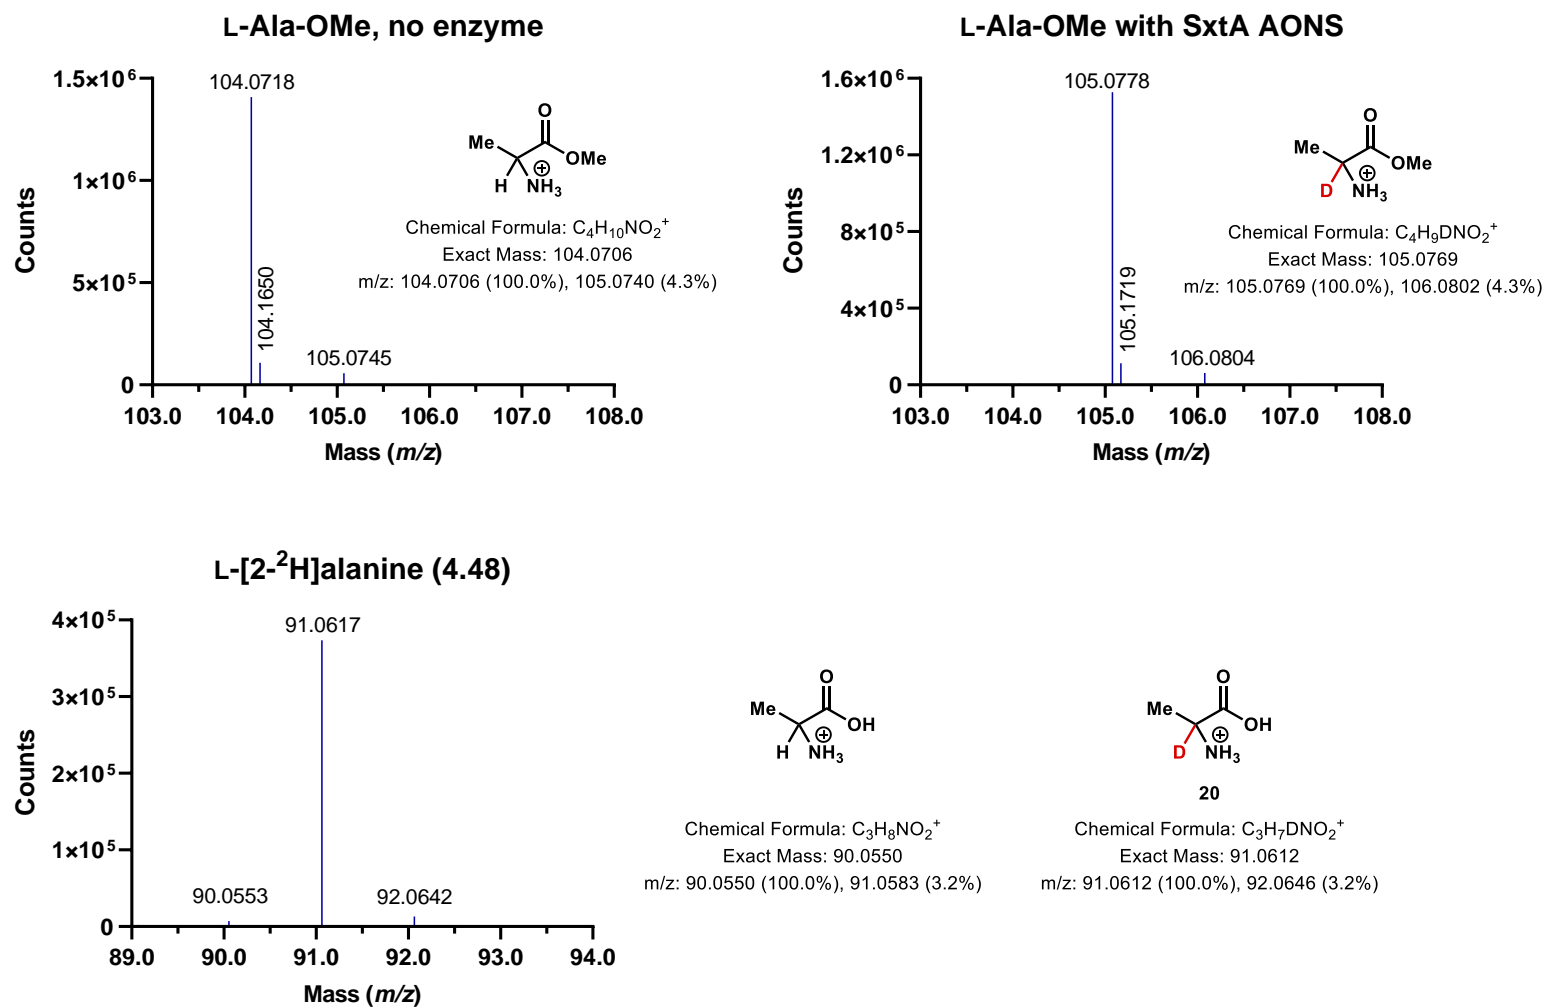 L-Ala-OMe, no enzyme
1.5×10⁶
1×10⁶
5×10⁵
0
Counts
104.0718
104.1650
105.0745
103.0 104.0 105.0 106.0 107.0 108.0
Mass (m/z)
O
Me
OMe
H
⊕
NH₃
Chemical Formula: C₄H₁₀NO₂⁺
Exact Mass: 104.0706
m/z: 104.0706 (100.0%), 105.0740 (4.3%)
L-Ala-OMe with SxtA AONS
1.6×10⁶
1.2×10⁶
8×10⁵
4×10⁵
0
Counts
105.0778
105.1719
106.0804
103.0 104.0 105.0 106.0 107.0 108.0
Mass (m/z)
O
Me
OMe
D
⊕
NH₃
Chemical Formula: C₄H₉DNO₂⁺
Exact Mass: 105.0769
m/z: 105.0769 (100.0%), 106.0802 (4.3%)
L-[2-²H]alanine (4.48)
4×10⁵
3×10⁵
2×10⁵
1×10⁵
0
Counts
91.0617
90.0553
92.0642
89.0 90.0 91.0 92.0 93.0 94.0
Mass (m/z)
O
Me
OH
H
⊕
NH₃
Chemical Formula: C₃H₈NO₂⁺
Exact Mass: 90.0550
m/z: 90.0550 (100.0%), 91.0583 (3.2%)
O
Me
OH
D
⊕
NH₃
20
Chemical Formula: C₃H₇DNO₂⁺
Exact Mass: 91.0612
m/z: 91.0612 (100.0%), 92.0646 (3.2%)